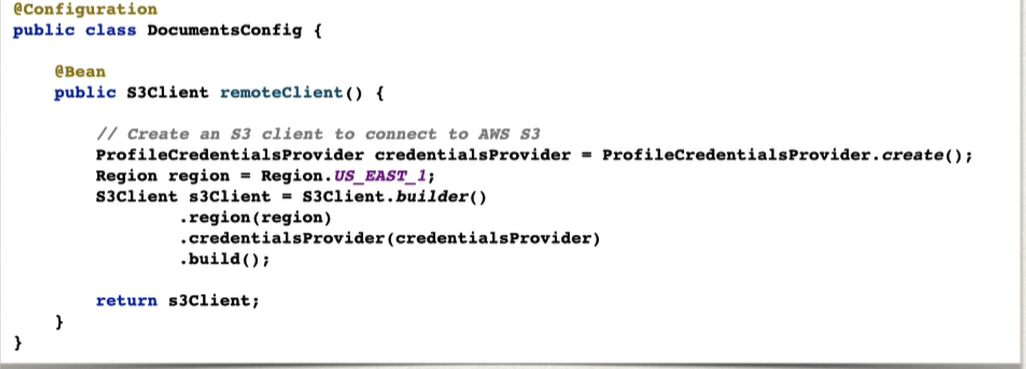 @Configuration
public class DocumentsConfig {
@Bean
public S3Client remoteClient() {
// Create an S3 client to connect to AWS S3
ProfileCredentialsProvider credentialsProvider = ProfileCredentialsProvider.create();
Region region = Region.US_EAST_1;
S3Client s3Client = S3Client.builder()
.region(region)
.credentialsProvider(credentialsProvider)
.build();
return s3Client;
}
}